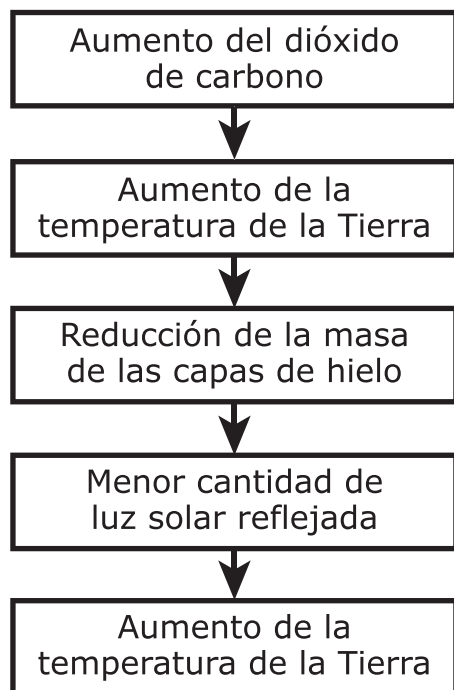 Aumento del dióxido
de carbono
Aumento de la
temperatura de la Tierra
Reducción de la masa
de las capas de hielo
Menor cantidad de
luz solar reflejada
Aumento de la
temperatura de la Tierra